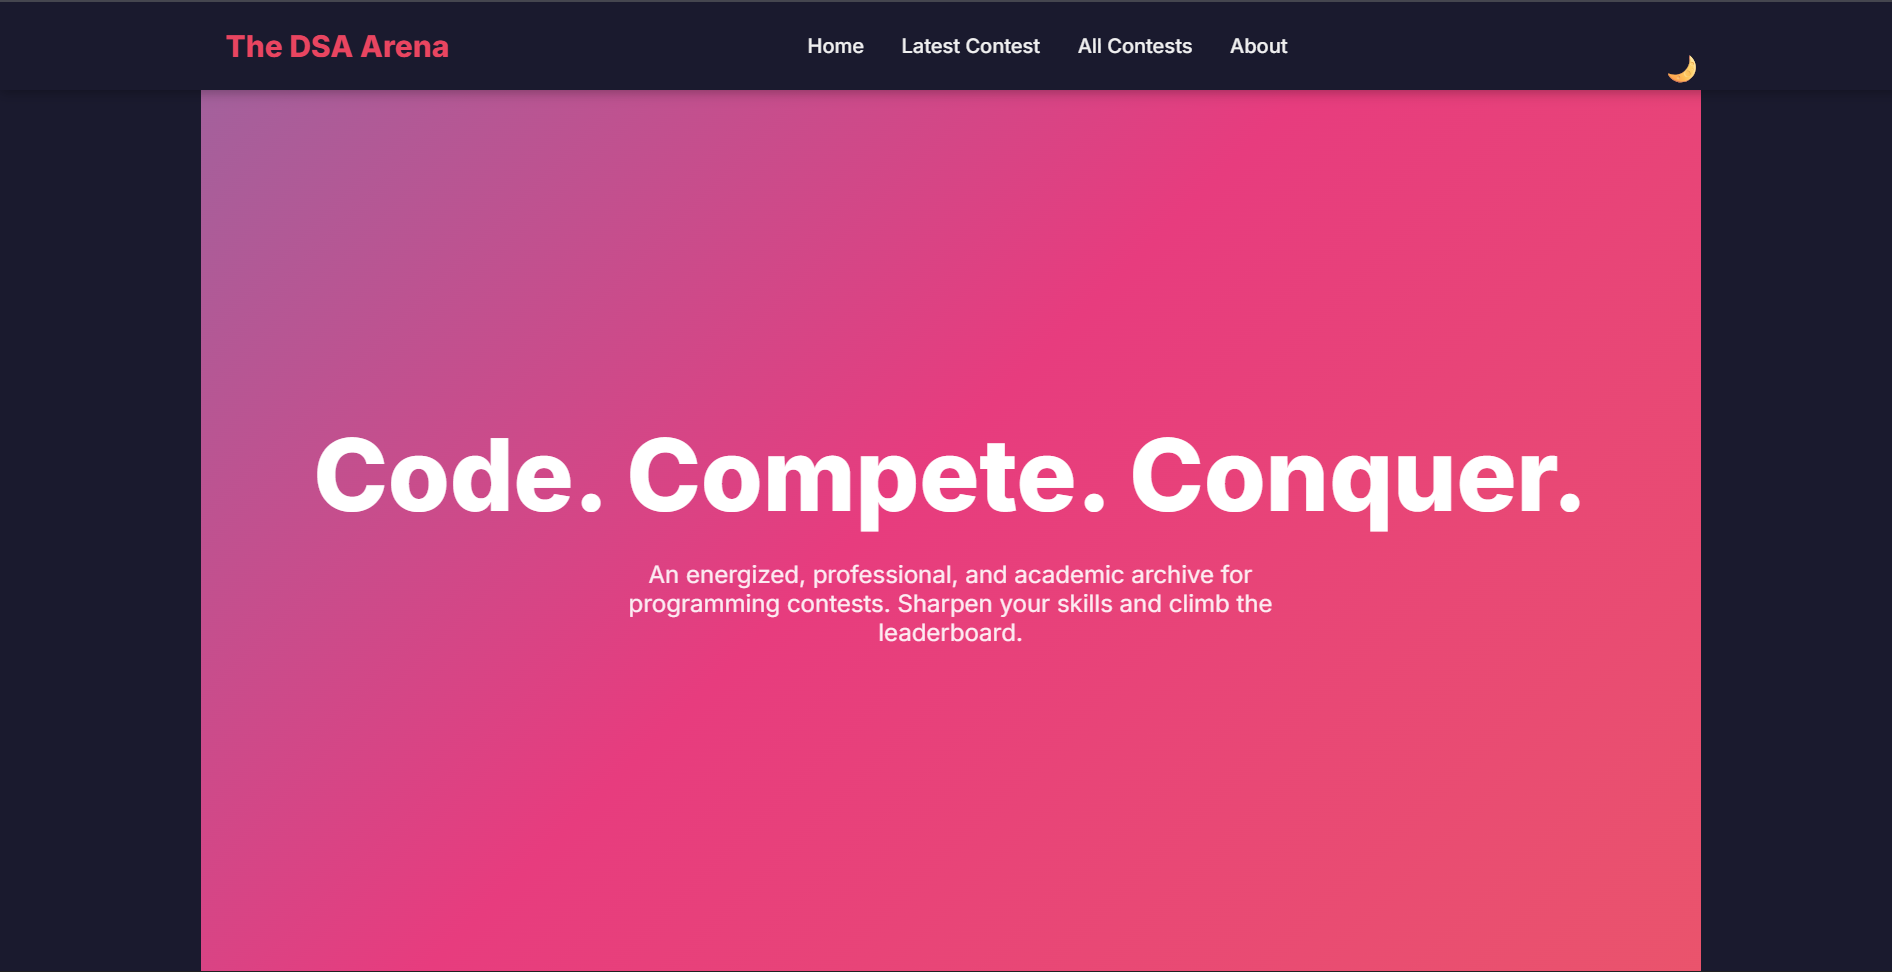 The DSA Arena
Home Latest Contest All Contests About
Code. Compete. Conquer.
An energized, professional, and academic archive for
programming contests. Sharpen your skills and climb the
leaderboard.